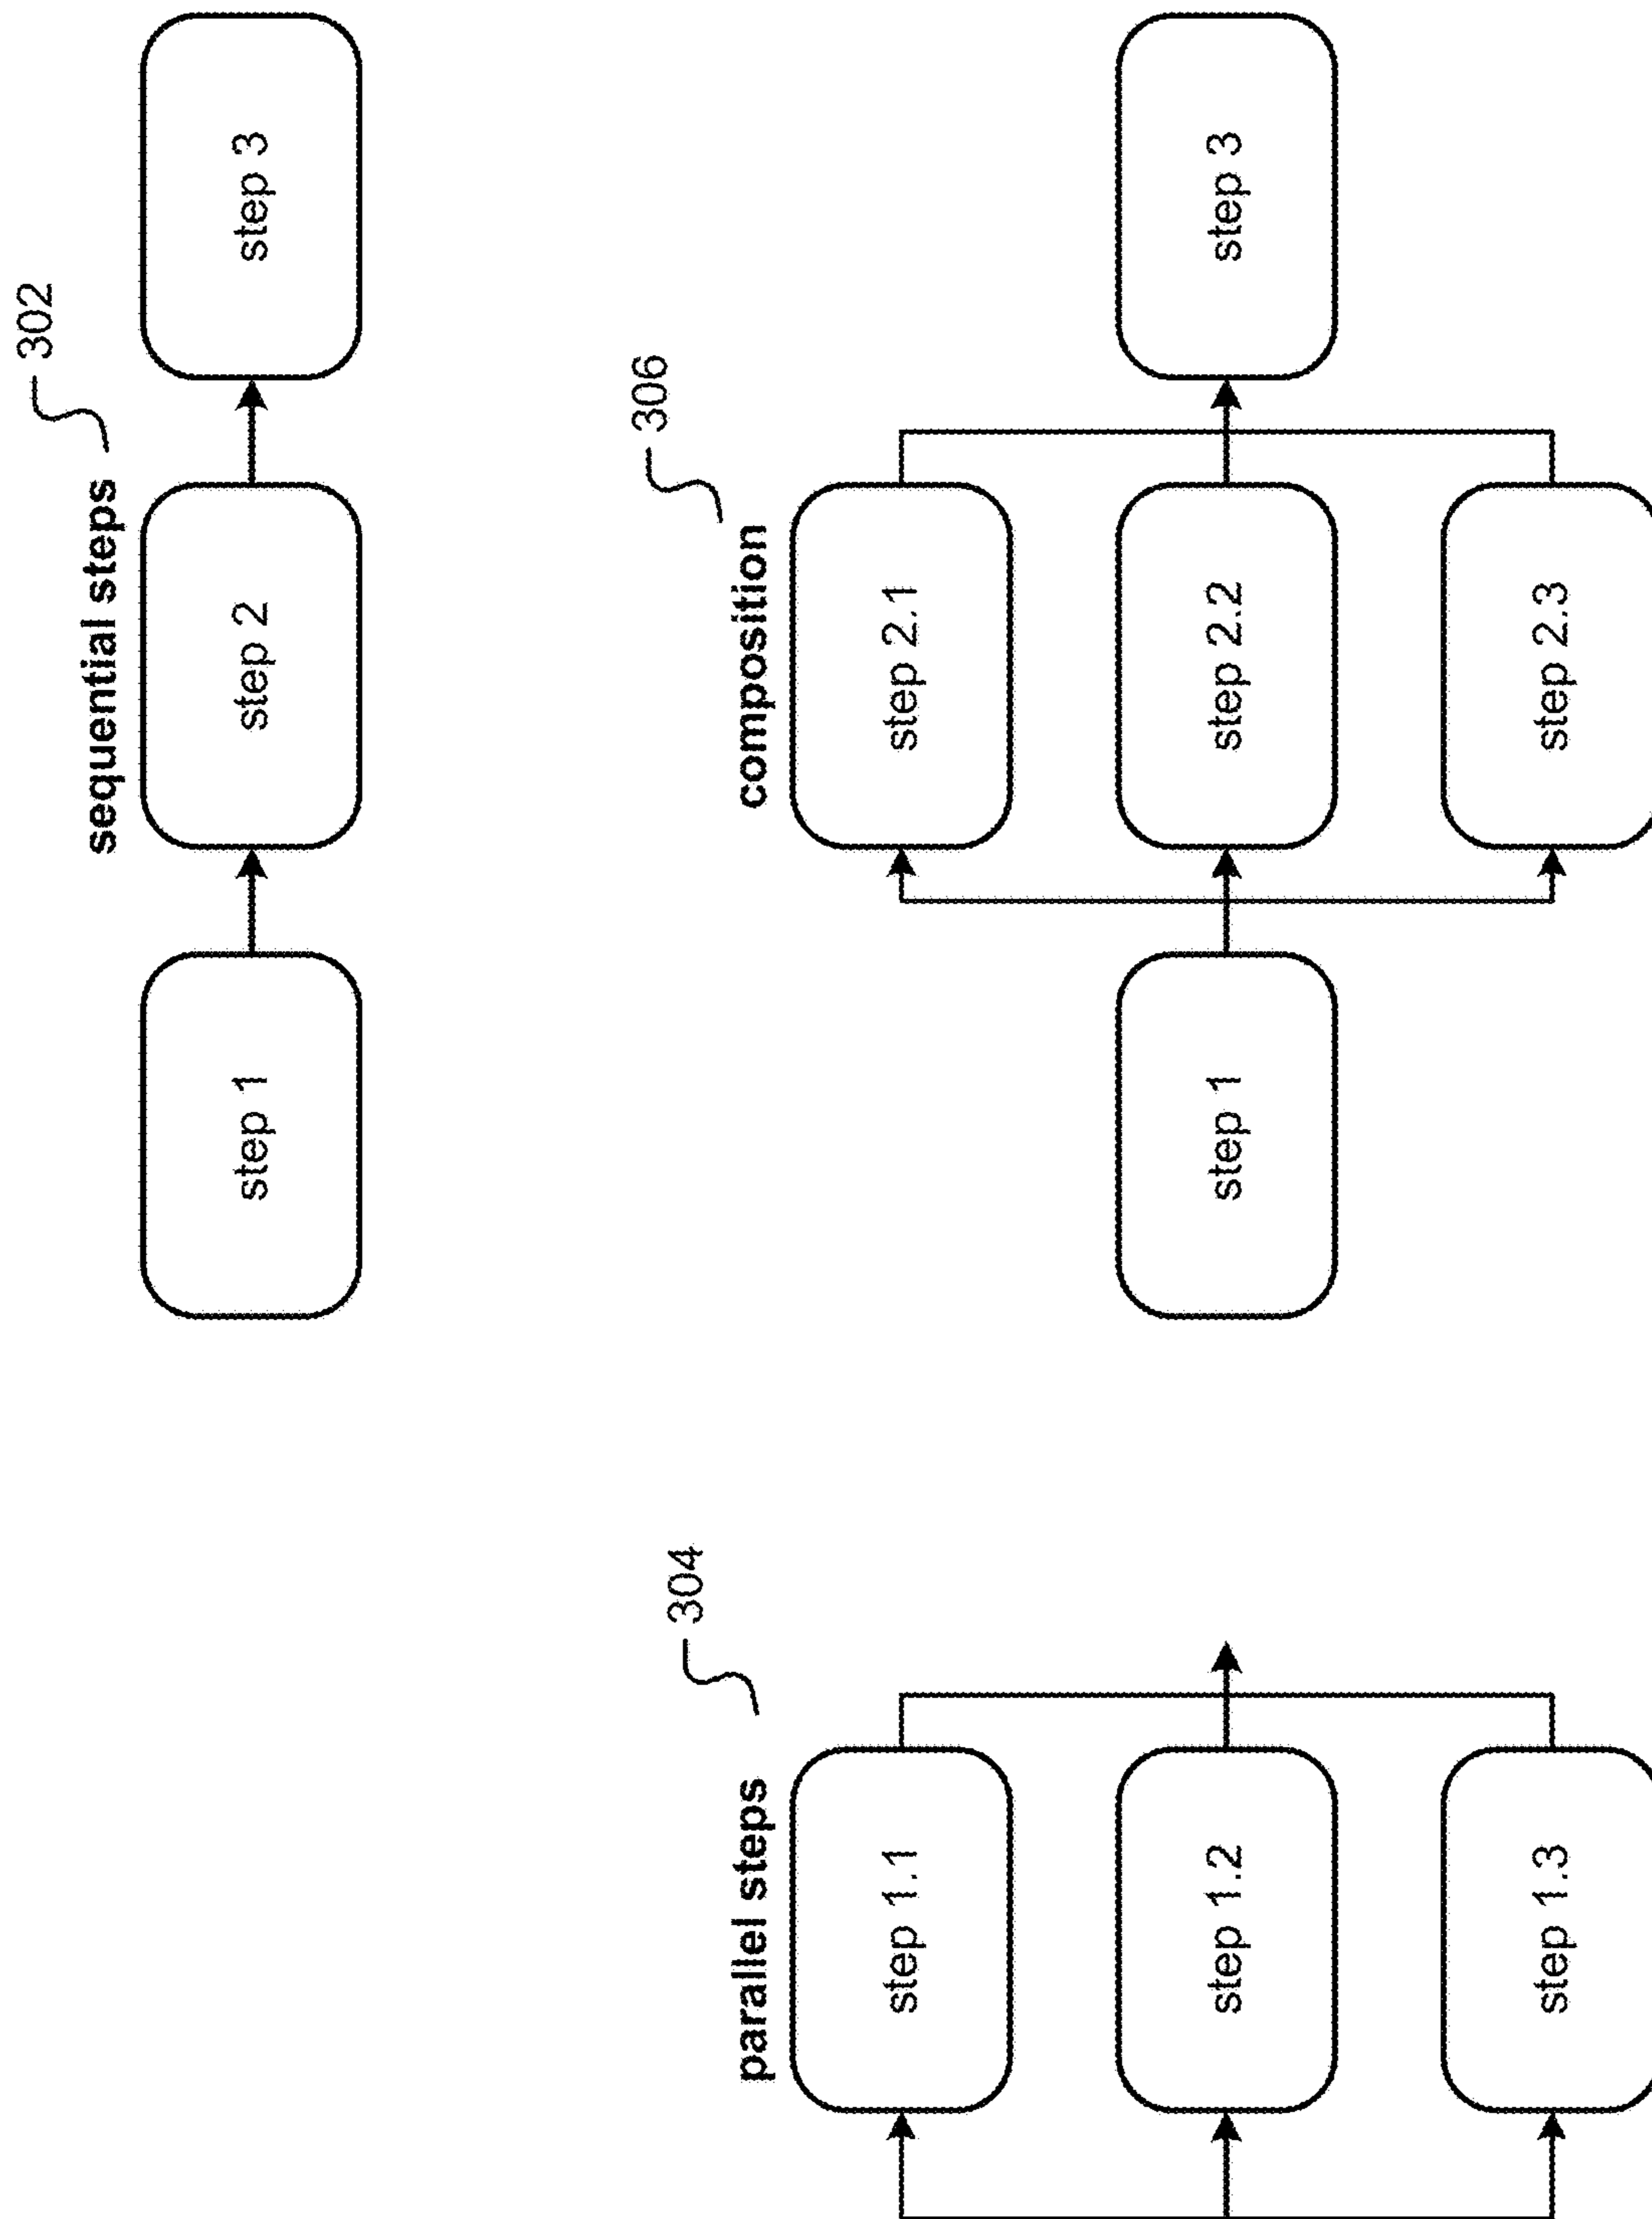 302
sequential steps
step 1
step 2
step 3
304
parallel steps
step 1.1
step 1.2
step 1.3
306
composition
step 1
step 2.1
step 2.2
step 2.3
step 3